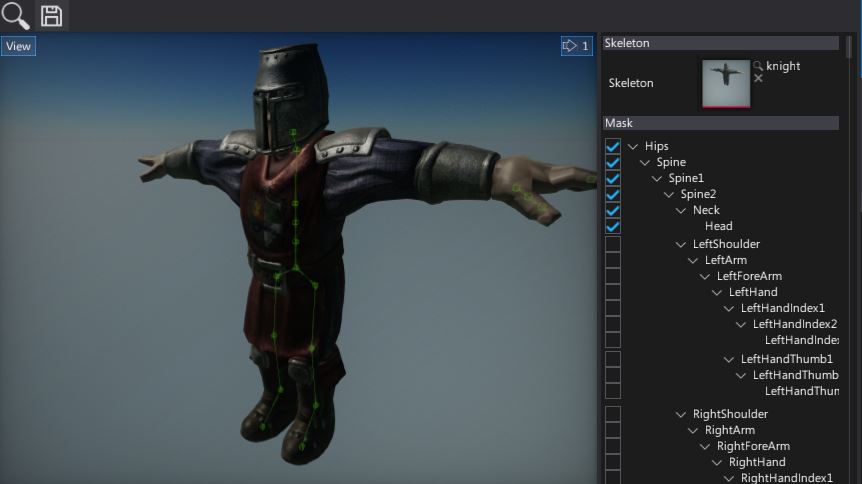 View
1
Skeleton
Skeleton
knight
Mask
Hips
Spine
Spine1
Spine2
Neck
Head
LeftShoulder
LeftArm
LeftForeArm
LeftHand
LeftHandIndex1
LeftHandIndex2
LeftHandIndex
LeftHandThumb1
LeftHandThumb
LeftHandThum
RightShoulder
RightArm
RightForeArm
RightHand
RightHandIndex1